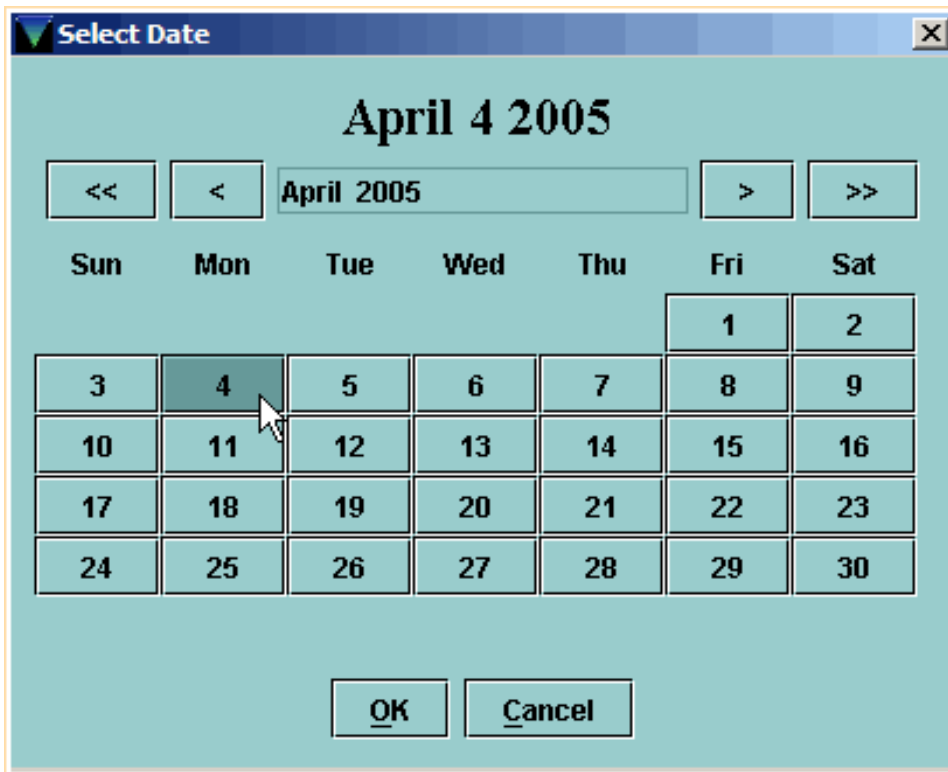 Select Date
April 4 2005
<< < April 2005 > >>
Sun Mon Tue Wed Thu Fri Sat
1 2
3 4 5 6 7 8 9
10 11 12 13 14 15 16
17 18 19 20 21 22 23
24 25 26 27 28 29 30
OK Cancel